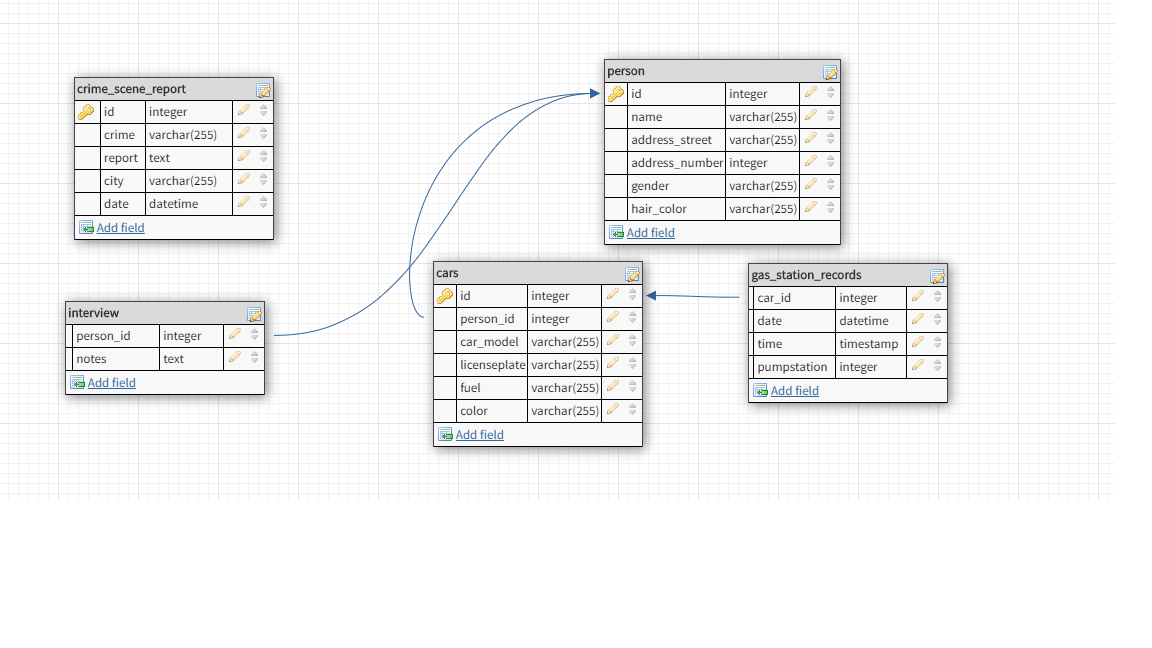 crime_scene_report
id integer
crime varchar(255)
report text
city varchar(255)
date datetime
Add field
person
id integer
name varchar(255)
address_street varchar(255)
address_number integer
gender varchar(255)
hair_color varchar(255)
Add field
interview
person_id integer
notes text
Add field
cars
id integer
person_id integer
car_model varchar(255)
licenseplate varchar(255)
fuel varchar(255)
color varchar(255)
Add field
gas_station_records
car_id integer
date datetime
time timestamp
pumpstation integer
Add field